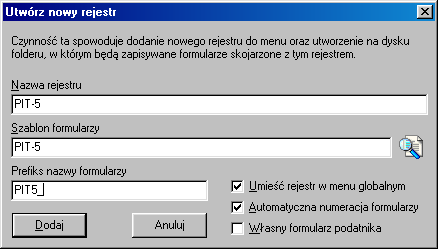 Utwórz nowy rejestr
Czynność ta spowoduje dodanie nowego rejestru do menu oraz utworzenie na dysku
folderu, w którym będą zapisywane formularze skojarzone z tym rejestrem.
Nazwa rejestru
PIT-5
Szablon formularzy
PIT-5
Prefiks nazwy formularzy
PIT5_
Umieść rejestr w menu globalnym
Automatyczna numeracja formularzy
Własny formularz podatnika
Dodaj
Anuluj